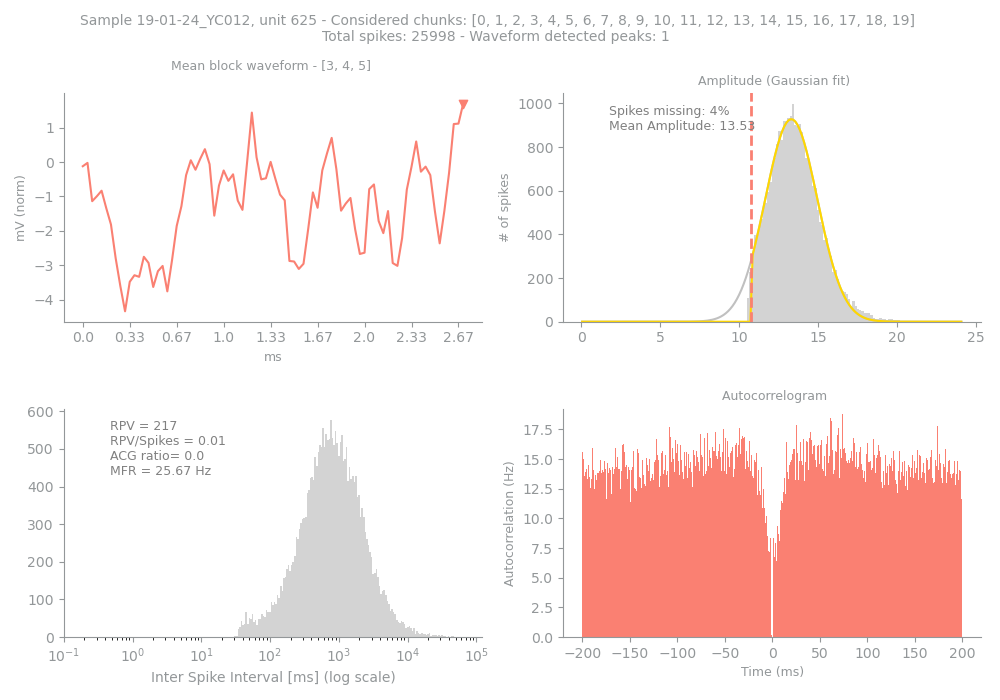 Sample 19-01-24_YC012, unit 625 - Considered chunks: [0, 1, 2, 3, 4, 5, 6, 7, 8, 9, 10, 11, 12, 13, 14, 15, 16, 17, 18, 19]
Total spikes: 25998 - Waveform detected peaks: 1
Mean block waveform - [3, 4, 5]
mV (norm)
1
0
−1
−2
−3
−4
0.0 0.33 0.67 1.0 1.33 1.67 2.0 2.33 2.67
ms
Amplitude (Gaussian fit)
Spikes missing: 4%
Mean Amplitude: 13.53
# of spikes
1000
800
600
400
200
0
0 5 10 15 20 25
RPV = 217
RPV/Spikes = 0.01
ACG ratio= 0.0
MFR = 25.67 Hz
600
500
400
300
200
100
0
10⁻¹ 10⁰ 10¹ 10² 10³ 10⁴ 10⁵
Inter Spike Interval [ms] (log scale)
Autocorrelogram
Autocorrelation (Hz)
17.5
15.0
12.5
10.0
7.5
5.0
2.5
0.0
−200 −150 −100 −50 0 50 100 150 200
Time (ms)